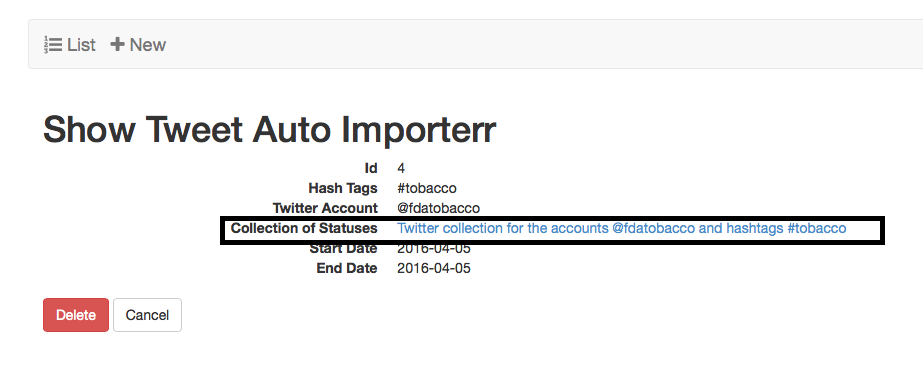 List New
Show Tweet Auto Importerr
Id 4
Hash Tags #tobacco
Twitter Account @fdatobacco
Collection of Statuses Twitter collection for the accounts @fdatobacco and hashtags #tobacco
Start Date 2016-04-05
End Date 2016-04-05
Delete Cancel